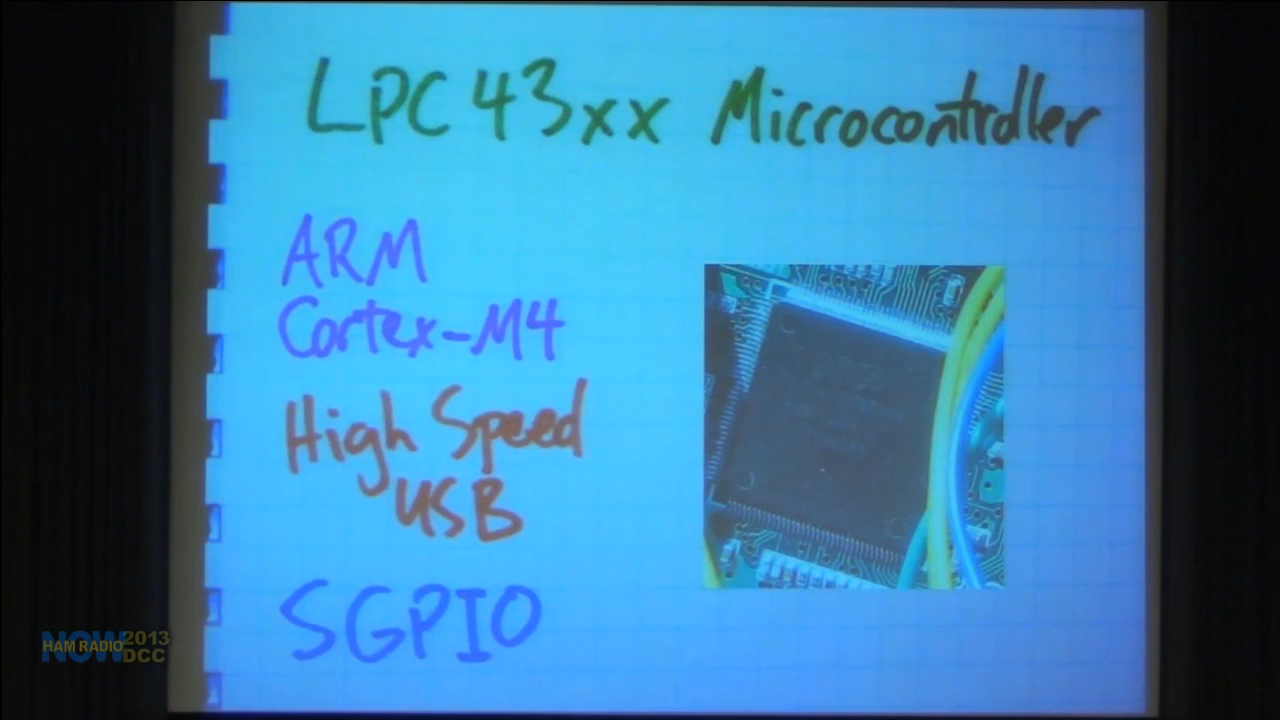 LPC43xx Microcontroller
ARM
Cortex-M4
High Speed
USB
SGPIO
HAM RADIO NOW 2013
DCC